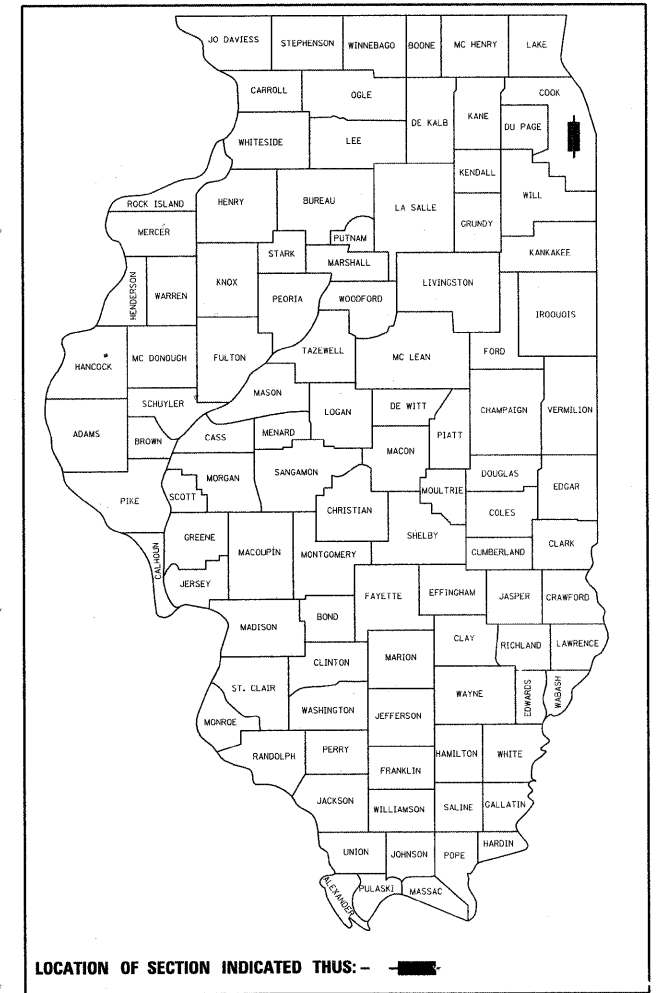 JO DAVIESS STEPHENSON WINNEBAGO BOONE MC HENRY LAKE
CARROLL OGLE DE KALB KANE COOK
DU PAGE
WHITESIDE LEE
KENDALL
WILL
ROCK ISLAND HENRY BUREAU LA SALLE
GRUNDY
MERCER PUTNAM
STARK MARSHALL KANKAKEE
HENDERSON WARREN KNOX PEORIA WOODFORD LIVINGSTON
IROQUOIS
HANCOCK MC DONOUGH FULTON TAZEWELL MC LEAN FORD
MASON
SCHUYLER LOGAN DE WITT CHAMPAIGN VERMILION
ADAMS BROWN CASS MENARD MACON PIATT
SANGAMON DOUGLAS
PIKE SCOTT MORGAN MOULTRIE EDGAR
CHRISTIAN COLES
GREENE MACOUPIN MONTGOMERY SHELBY CUMBERLAND CLARK
CALHOUN
JERSEY FAYETTE EFFINGHAM JASPER CRAWFORD
MADISON BOND
CLAY RICHLAND LAWRENCE
CLINTON MARION
ST. CLAIR WAYNE EDWARDS WABASH
WASHINGTON JEFFERSON
MONROE
RANDOLPH PERRY HAMILTON WHITE
FRANKLIN
JACKSON WILLIAMSON SALINE GALLATIN
UNION JOHNSON POPE HARDIN
ALEXANDER PULASKI MASSAC
LOCATION OF SECTION INDICATED THUS: -